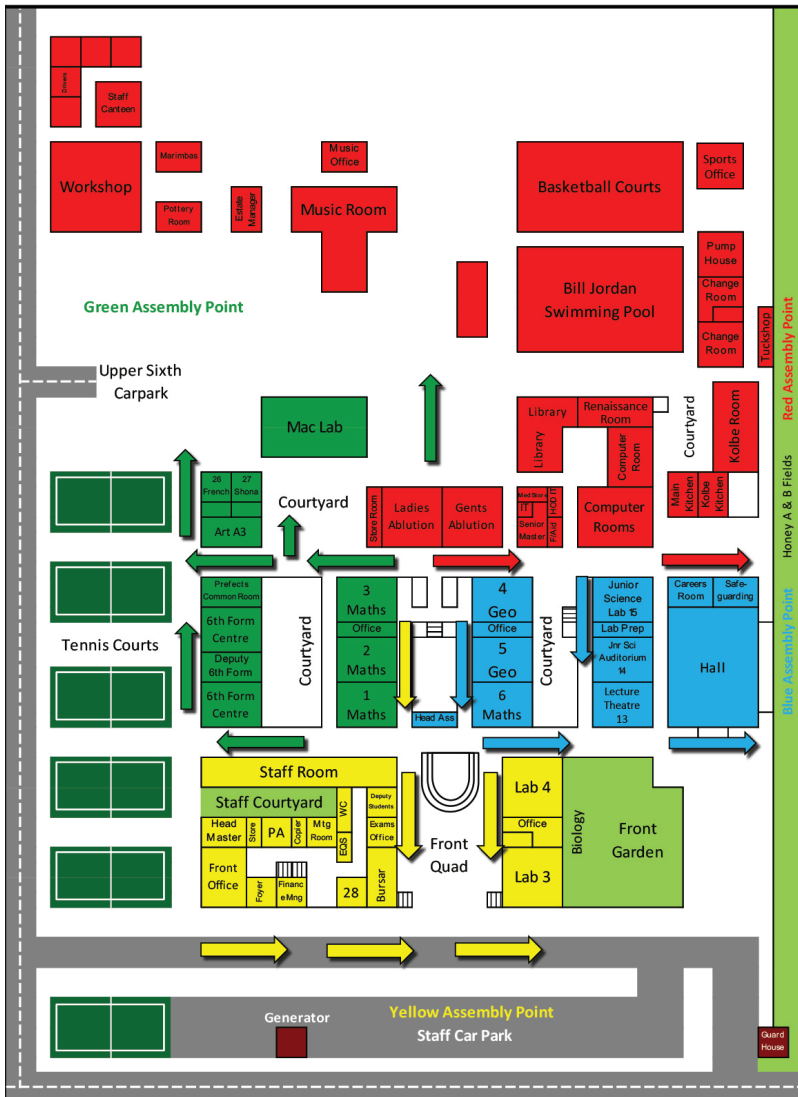 Drivers
Staff
Canteen
Workshop
Marimbas
Pottery
Room
Estate
Manager
Music
Office
Music Room
Basketball Courts
Sports
Office
Bill Jordan
Swimming Pool
Pump
House
Change
Room
Change
Room
Tuckshop
Red Assembly Point
Green Assembly Point
Upper Sixth
Carpark
Mac Lab
Library
Library
Renaissance
Room
Computer
Room
Computer
Rooms
Courtyard
Kolbe Room
Main
Kitchen
Kolbe
Kitchen
Honey A & B Fields
26
French
27
Shona
Art A3
Courtyard
Store Room
Ladies
Ablution
Gents
Ablution
Med Store
IT
HOD IT
Senior
Master
F/Aid
Prefects
Common Room
6th Form
Centre
Deputy
6th Form
6th Form
Centre
Tennis Courts
Courtyard
3
Maths
Office
2
Maths
1
Maths
Head Ass
4
Geo
Office
5
Geo
6
Maths
Courtyard
Junior
Science
Lab 15
Lab Prep
Jnr Sci
Auditorium
14
Lecture
Theatre
13
Careers
Room
Safe-
guarding
Hall
Blue Assembly Point
Staff Room
Staff Courtyard
WC
Deputy
Students
Head
Master
Store
PA
Copier
Mtg
Room
EQS
Exams
Office
Front
Office
Foyer
Financ
e Mng
28
Bursar
Front
Quad
Lab 4
Office
Lab 3
Biology
Front
Garden
Generator
Yellow Assembly Point
Staff Car Park
Guard
House